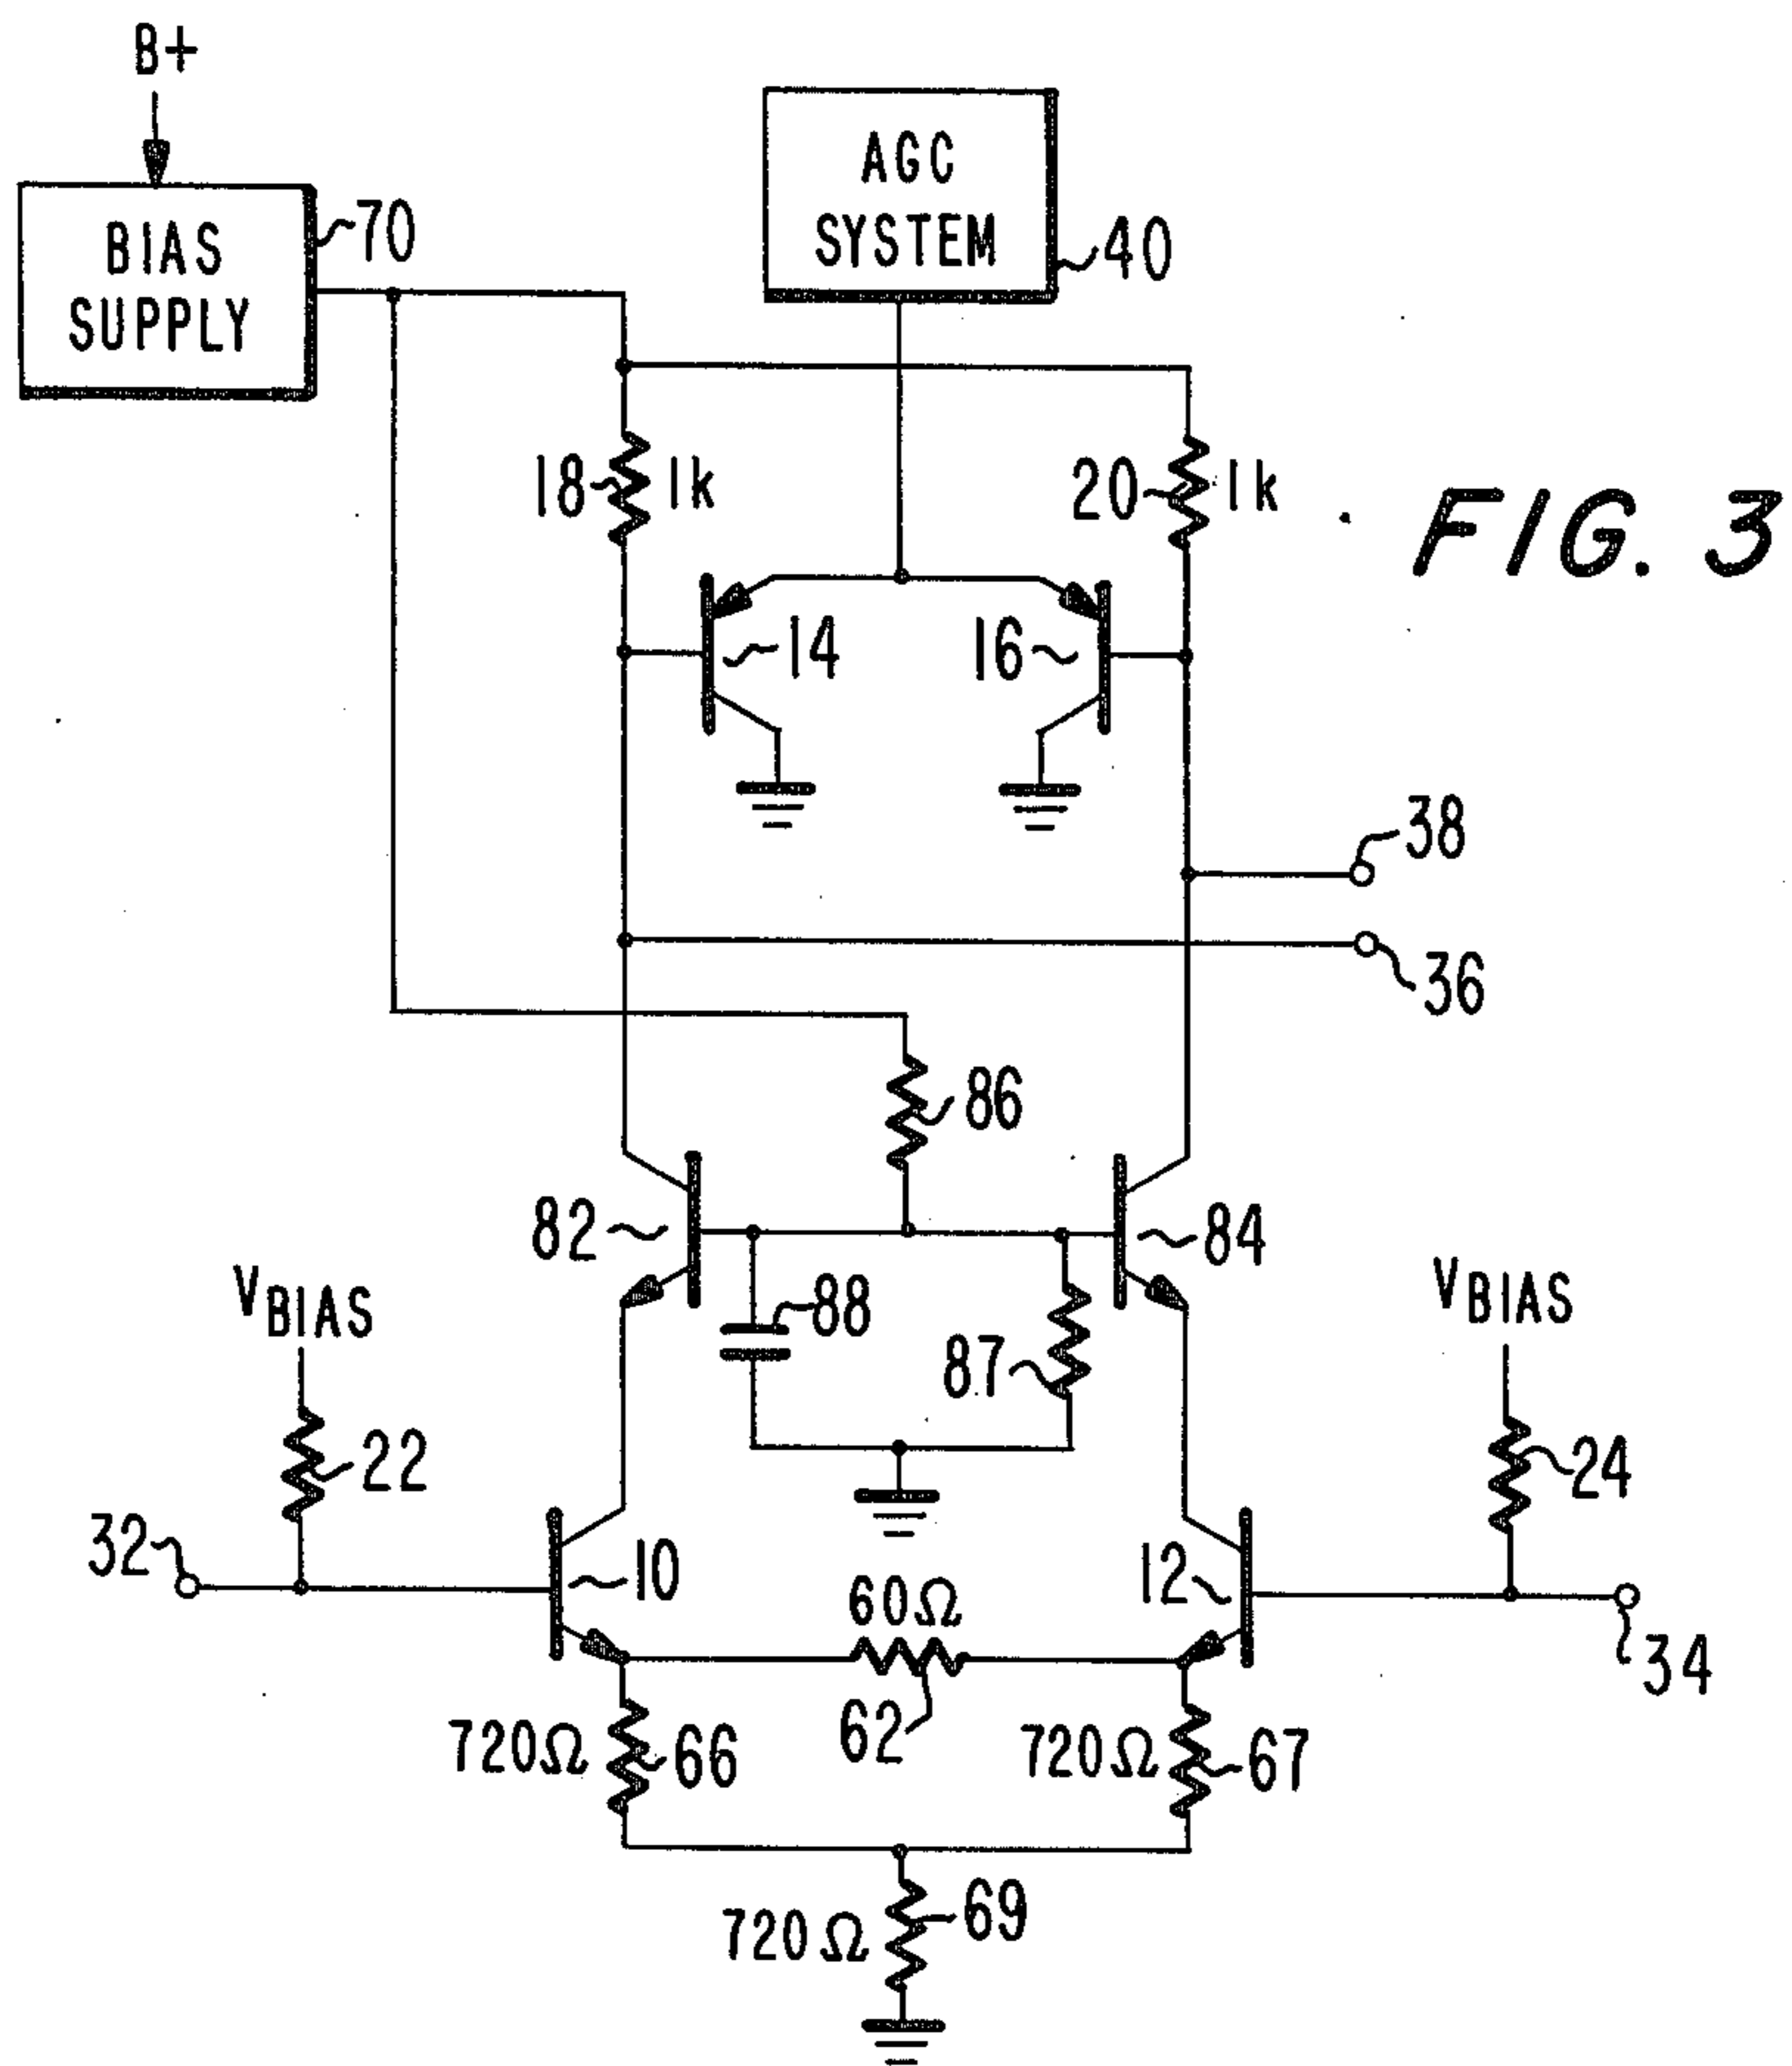 B+
BIAS
SUPPLY
70
AGC
SYSTEM
40
18
1k
20
1k
FIG. 3
14
16
38
36
86
82
84
VBIAS
88
87
VBIAS
22
24
32
10
12
60Ω
34
62
720Ω
66
720Ω
67
720Ω
69